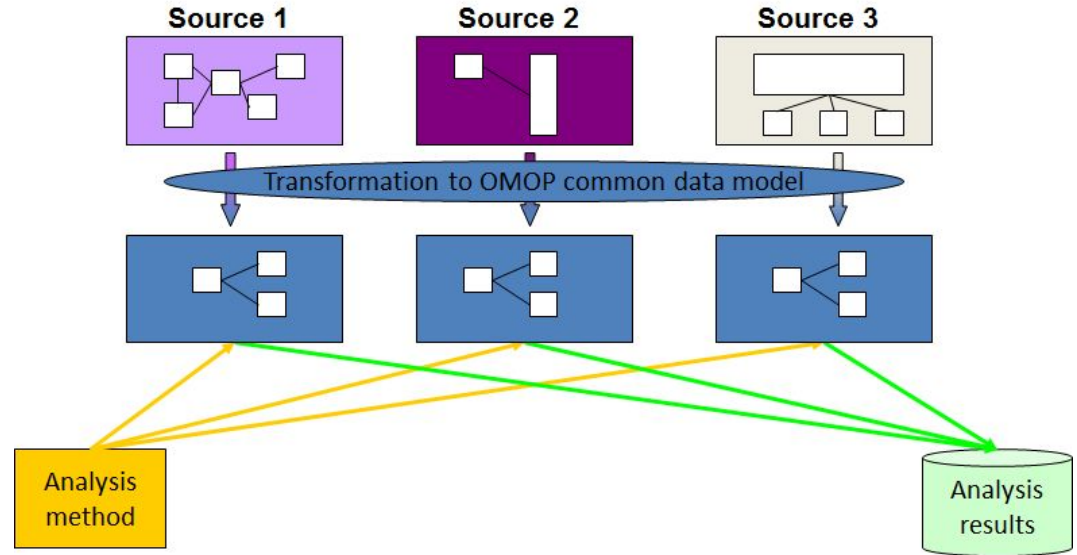 Source 1
Source 2
Source 3
Transformation to OMOP common data model
Analysis
method
Analysis
results